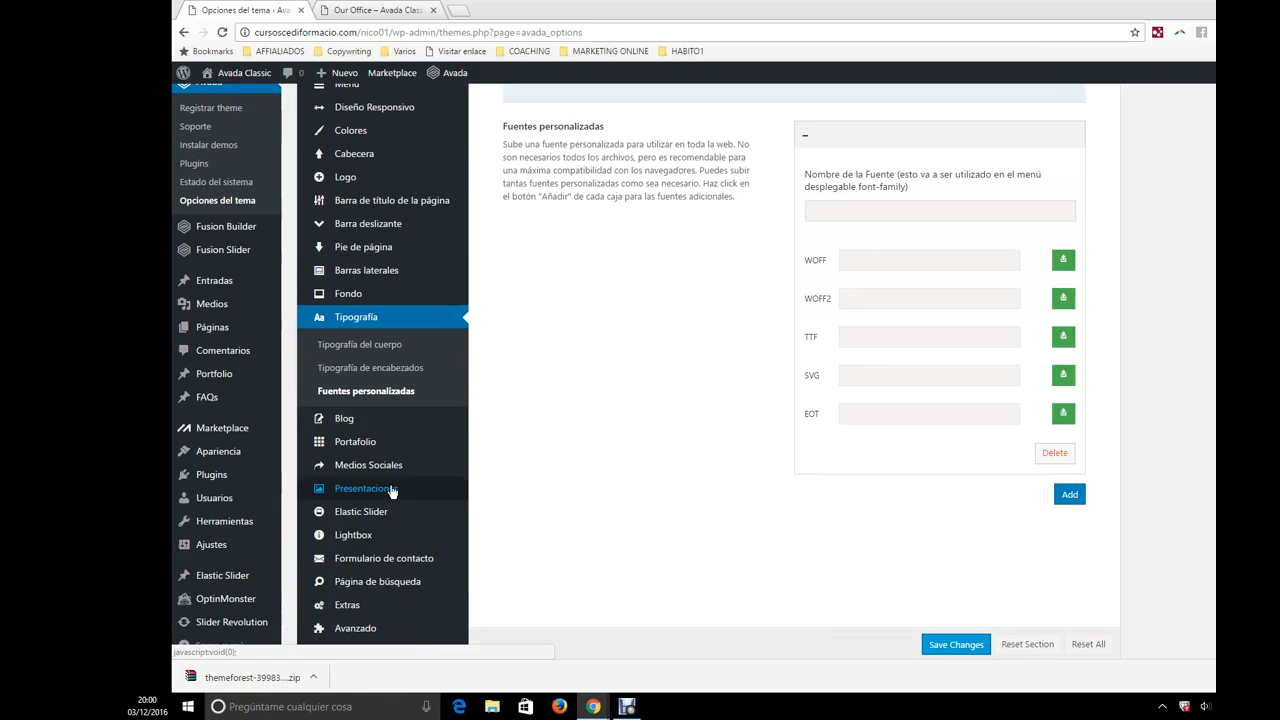 Opciones del tema ‹ Ava
Our Office – Avada Classic
cursoscediformacio.com/nico01/wp-admin/themes.php?page=avada_options
Bookmarks
AFFILIADOS
Copywriting
Varios
Visitar enlace
COACHING
MARKETING ONLINE
HABITO1
Avada Classic
0
Nuevo
Marketplace
Avada
Avada
Registrar theme
Soporte
Instalar demos
Plugins
Estado del sistema
Opciones del tema
Fusion Builder
Fusion Slider
Entradas
Medios
Páginas
Comentarios
Portfolio
FAQs
Marketplace
Apariencia
Plugins
Usuarios
Herramientas
Ajustes
Elastic Slider
OptinMonster
Slider Revolution
Menú
Diseño Responsivo
Colores
Cabecera
Logo
Barra de título de la página
Barra deslizante
Pie de página
Barras laterales
Fondo
Aa Tipografía
Tipografía del cuerpo
Tipografía de encabezados
Fuentes personalizadas
Blog
Portafolio
Medios Sociales
Presentaciones
Elastic Slider
Lightbox
Formulario de contacto
Página de búsqueda
Extras
Avanzado
Fuentes personalizadas
Sube una fuente personalizada para utilizar en toda la web. No
son necesarios todos los archivos, pero es recomendable para
una máxima compatibilidad con los navegadores. Puedes subir
tantas fuentes personalizadas como sea necesario. Haz click en
el botón "Añadir" de cada caja para las fuentes adicionales.
Nombre de la Fuente (esto va a ser utilizado en el menú
desplegable font-family)
WOFF
WOFF2
TTF
SVG
EOT
Delete
Add
Save Changes
Reset Section
Reset All
javascript:void(0);
themeforest-39983....zip
20:00
03/12/2016
Pregúntame cualquier cosa